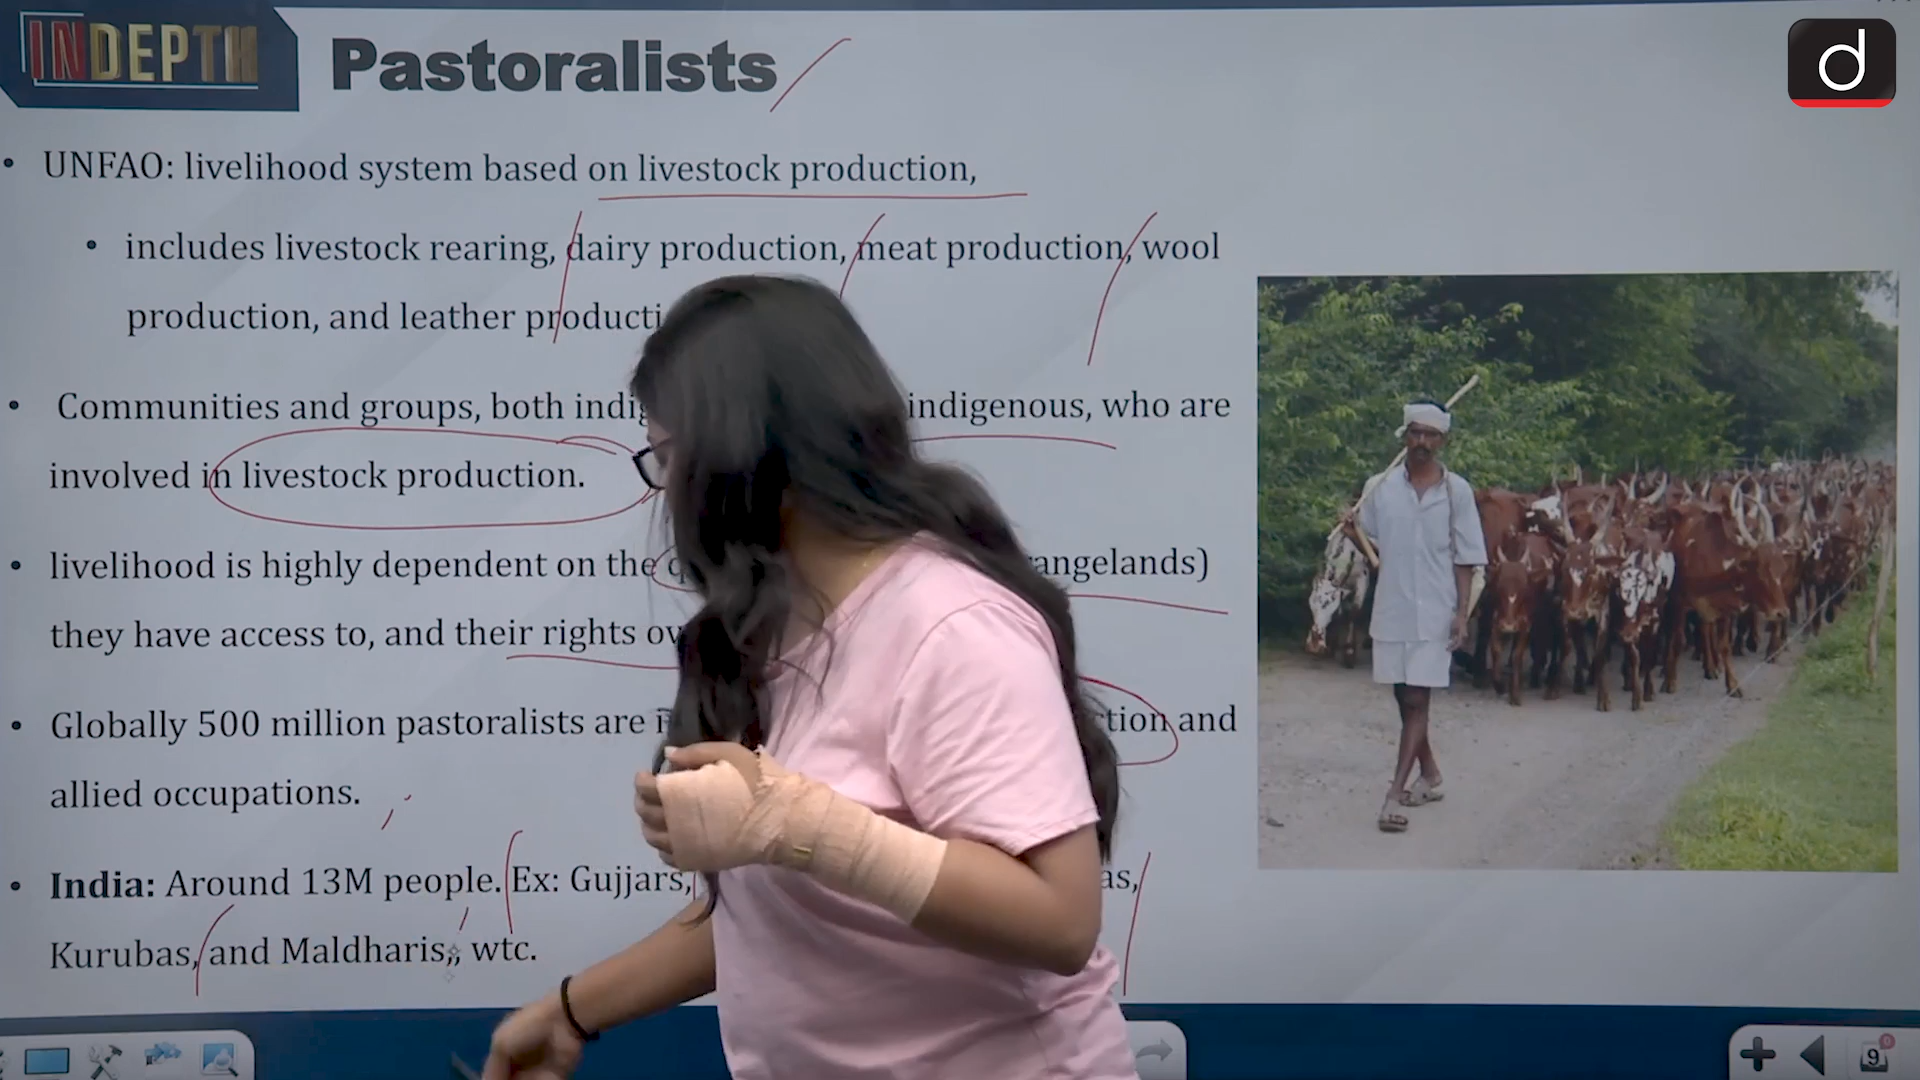 INDEPTH
Pastoralists
d
• UNFAO: livelihood system based on livestock production,
• includes livestock rearing, dairy production, meat production, wool
production, and leather producti
• Communities and groups, both indig indigenous, who are
involved in livestock production.
• livelihood is highly dependent on the angelands)
they have access to, and their rights ov
• Globally 500 million pastoralists are ction and
allied occupations.
• India: Around 13M people. Ex: Gujjars, as,
Kurubas, and Maldharis,, wtc.
9
0